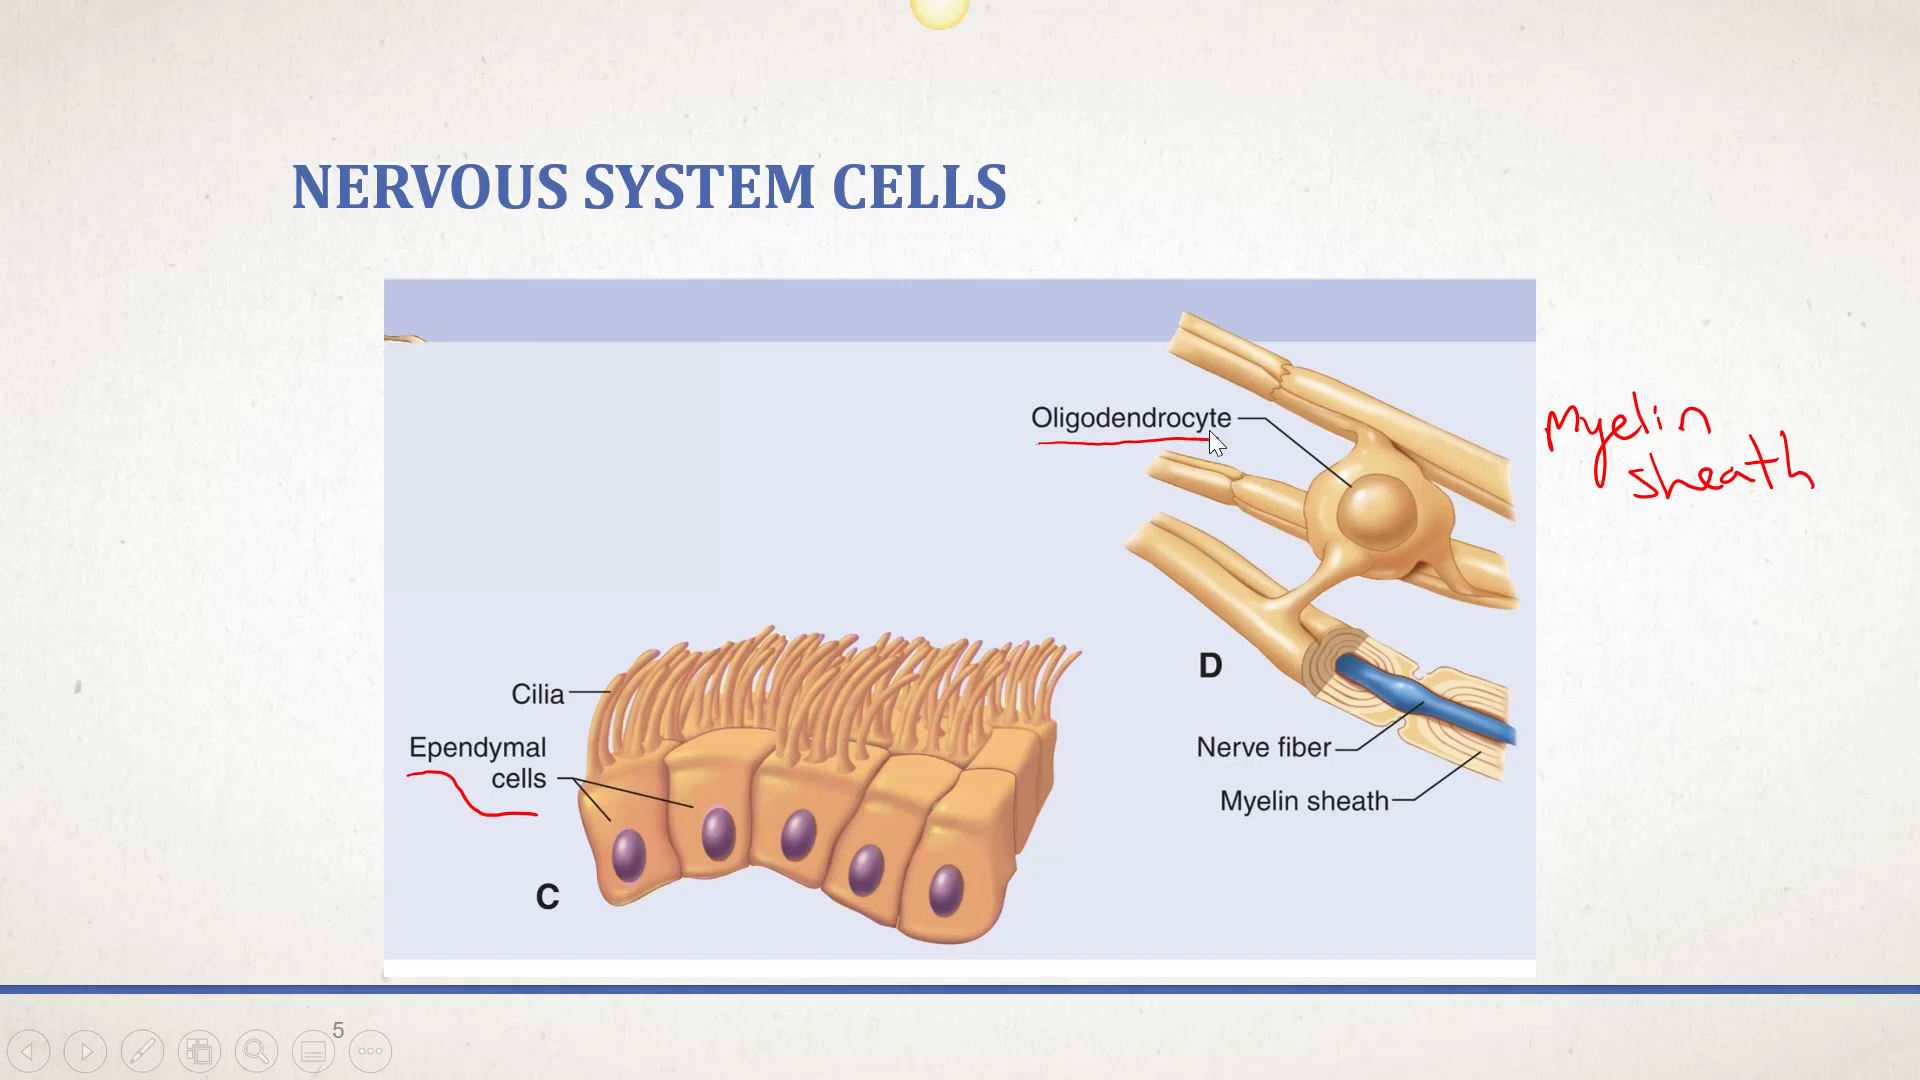 NERVOUS SYSTEM CELLS
Oligodendrocyte
Myelin
sheath
Cilia
D
Ependymal
cells
Nerve fiber
Myelin sheath
C
5